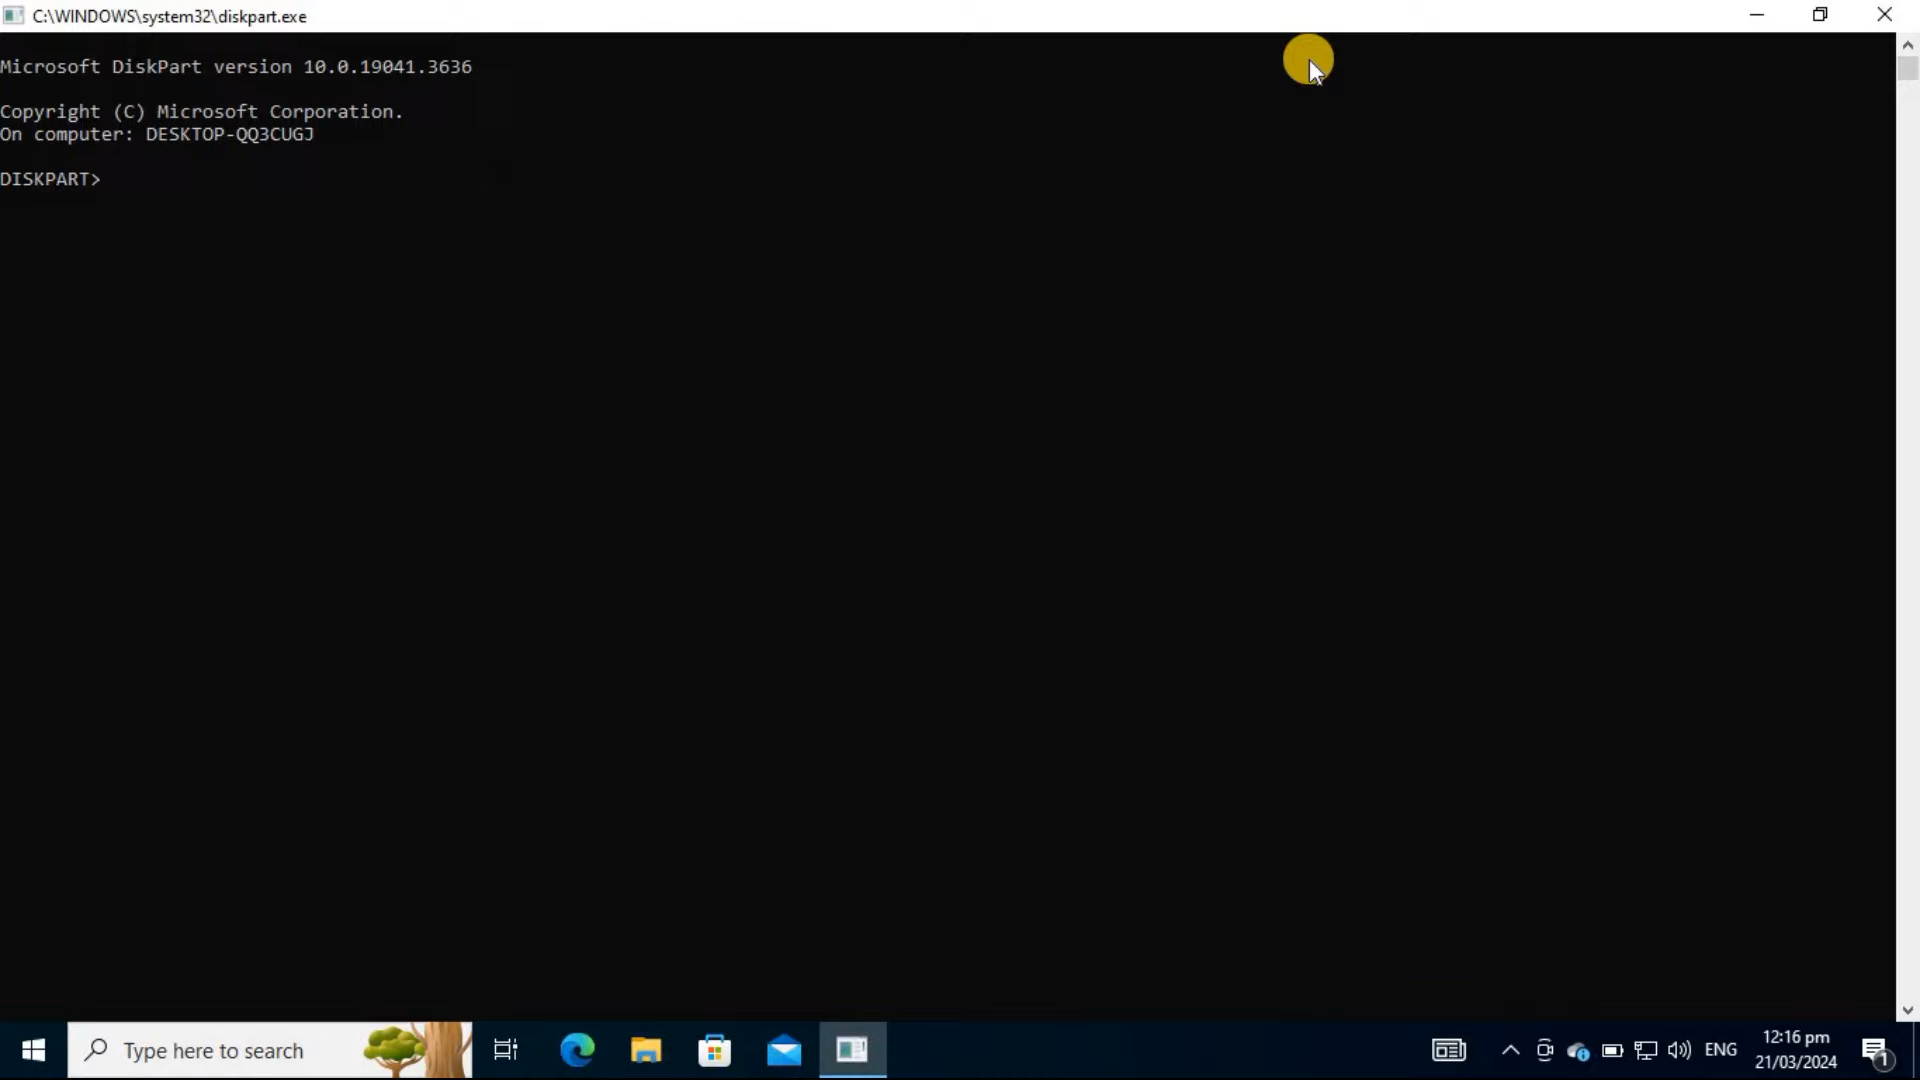 C:\WINDOWS\system32\diskpart.exe
Microsoft DiskPart version 10.0.19041.3636
Copyright (C) Microsoft Corporation.
On computer: DESKTOP-QQ3CUGJ
DISKPART>
Type here to search
ENG
12:16 pm
21/03/2024
1